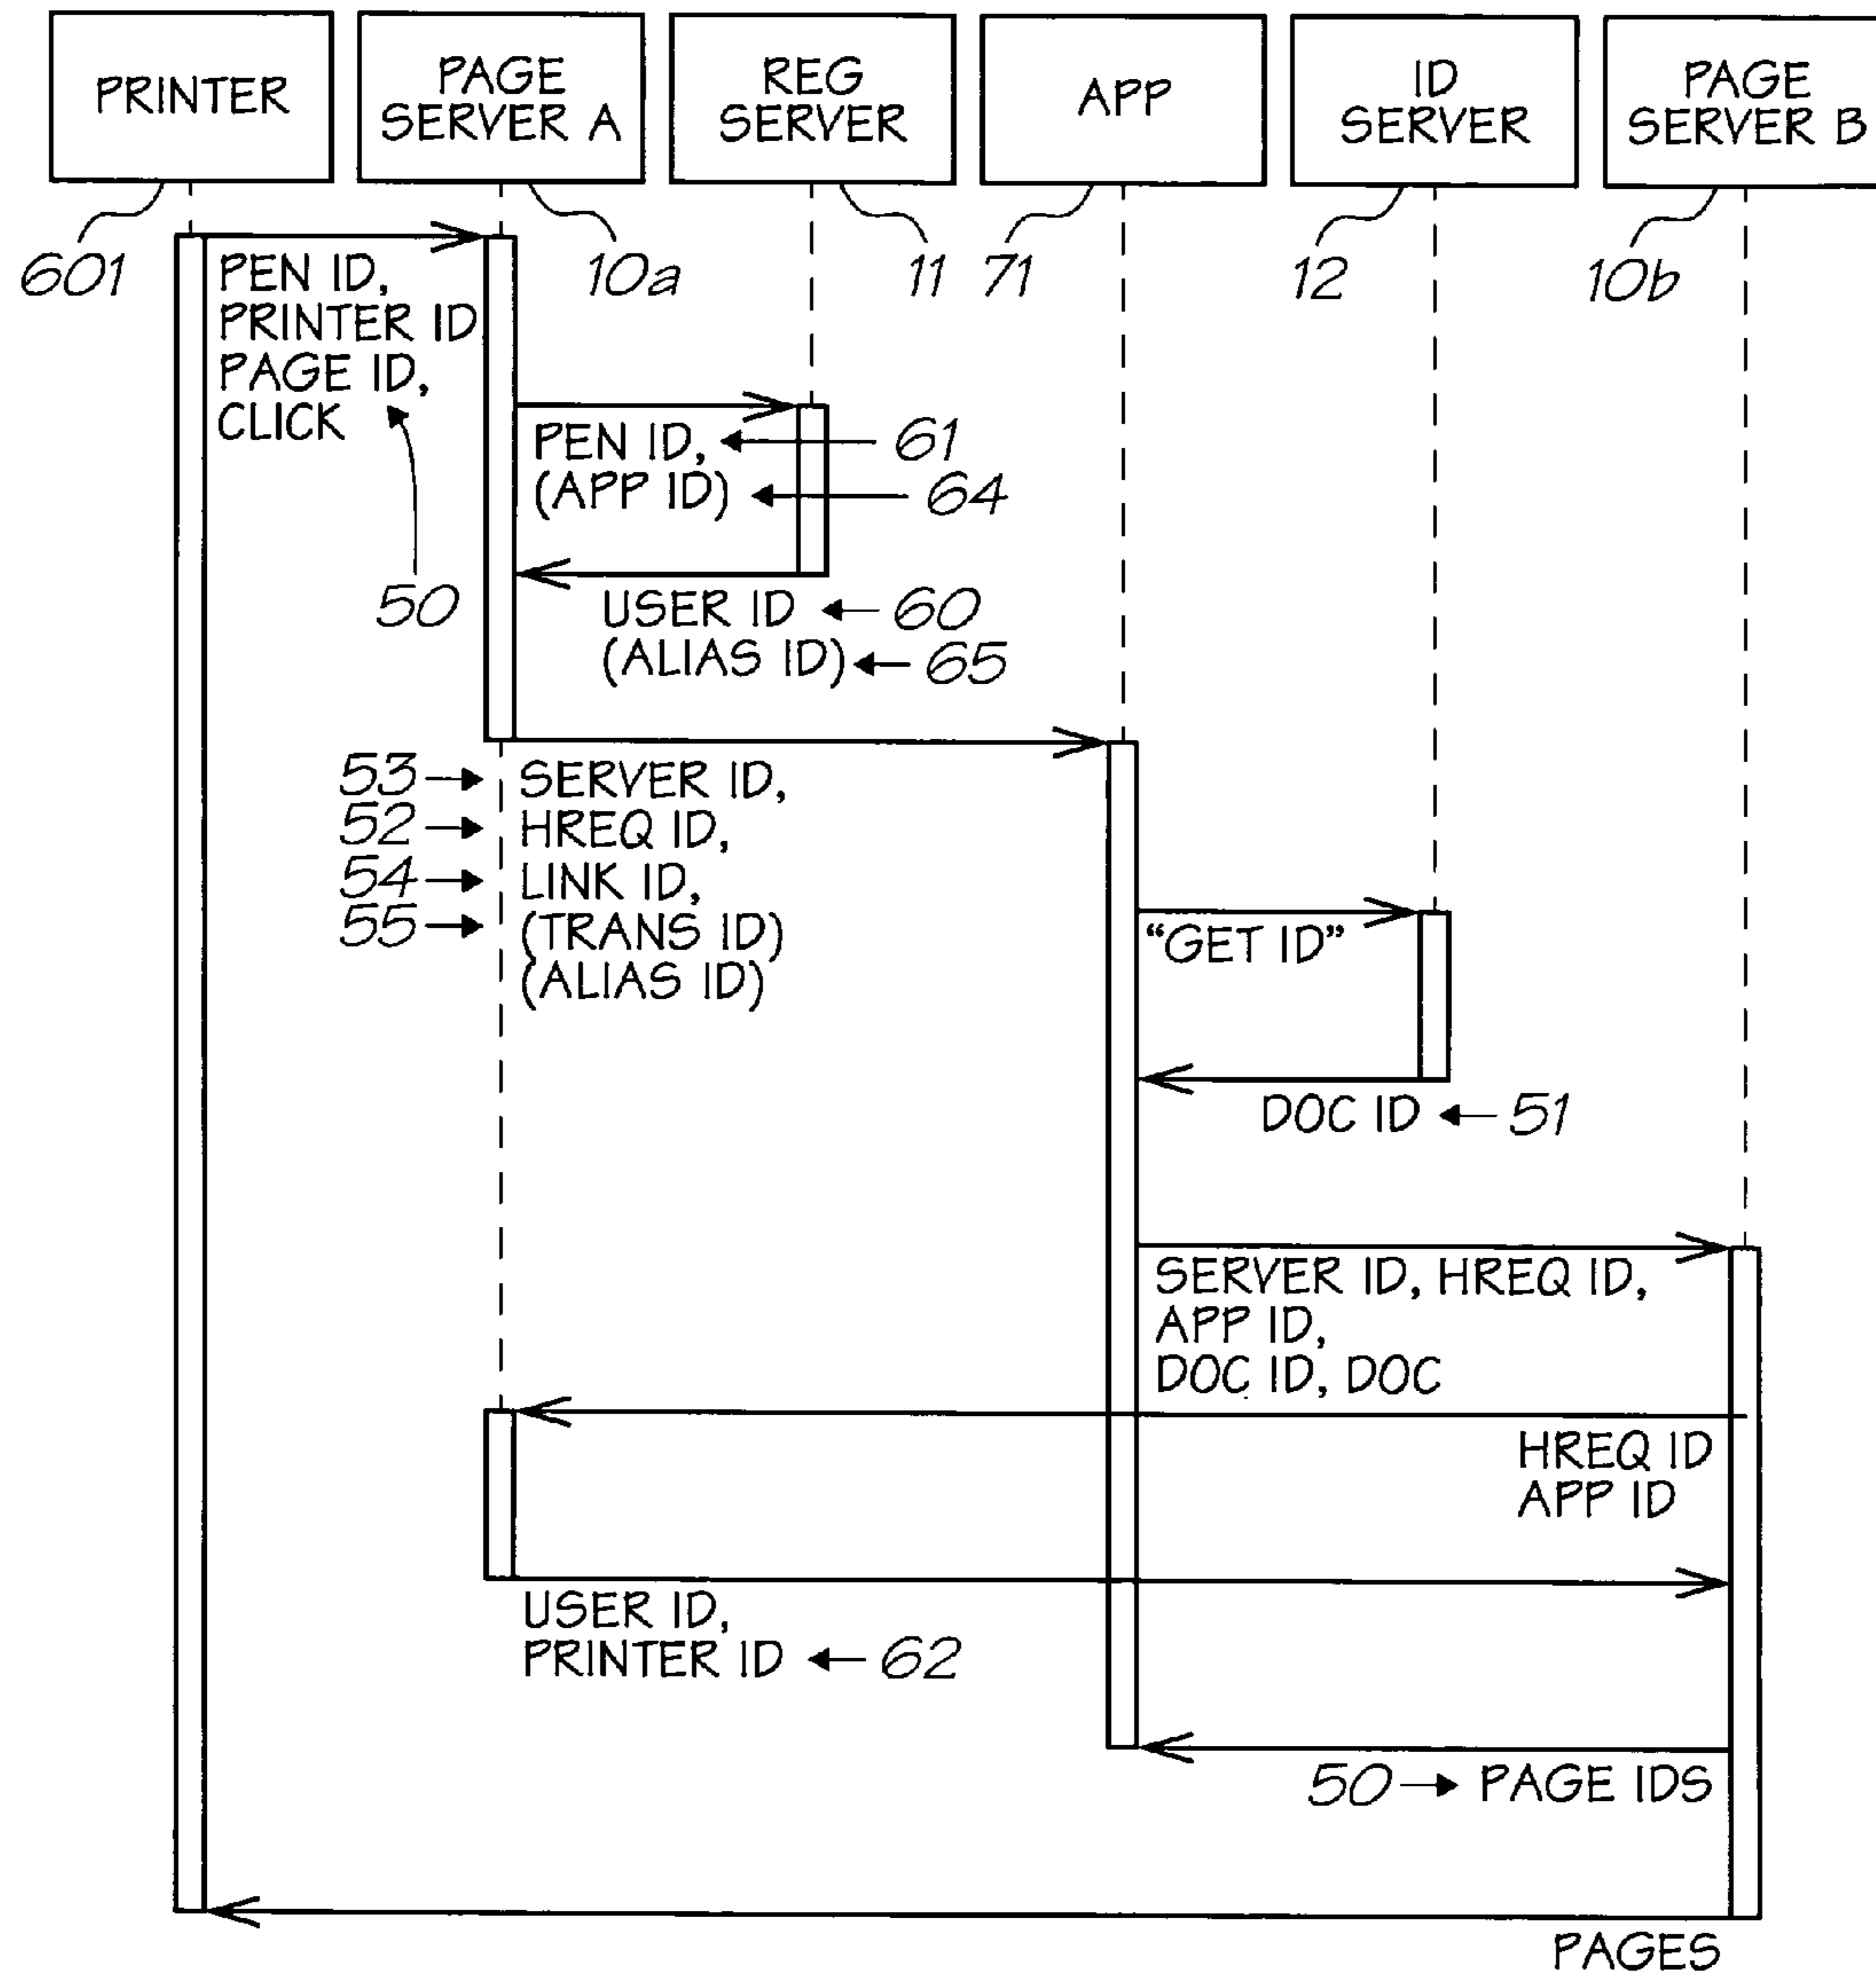 PRINTER
PAGE
SERVER A
REG
SERVER
APP
ID
SERVER
PAGE
SERVER B
601
10a
11
71
12
10b
PEN ID,
PRINTER ID
PAGE ID,
CLICK
50
PEN ID,
(APP ID)
61
64
USER ID
(ALIAS ID)
60
65
53
52
54
55
SERVER ID,
HREQ ID,
LINK ID,
(TRANS ID)
(ALIAS ID)
“GET ID”
DOC ID
51
SERVER ID, HREQ ID,
APP ID,
DOC ID, DOC
HREQ ID
APP ID
USER ID,
PRINTER ID
62
50
PAGE IDS
PAGES